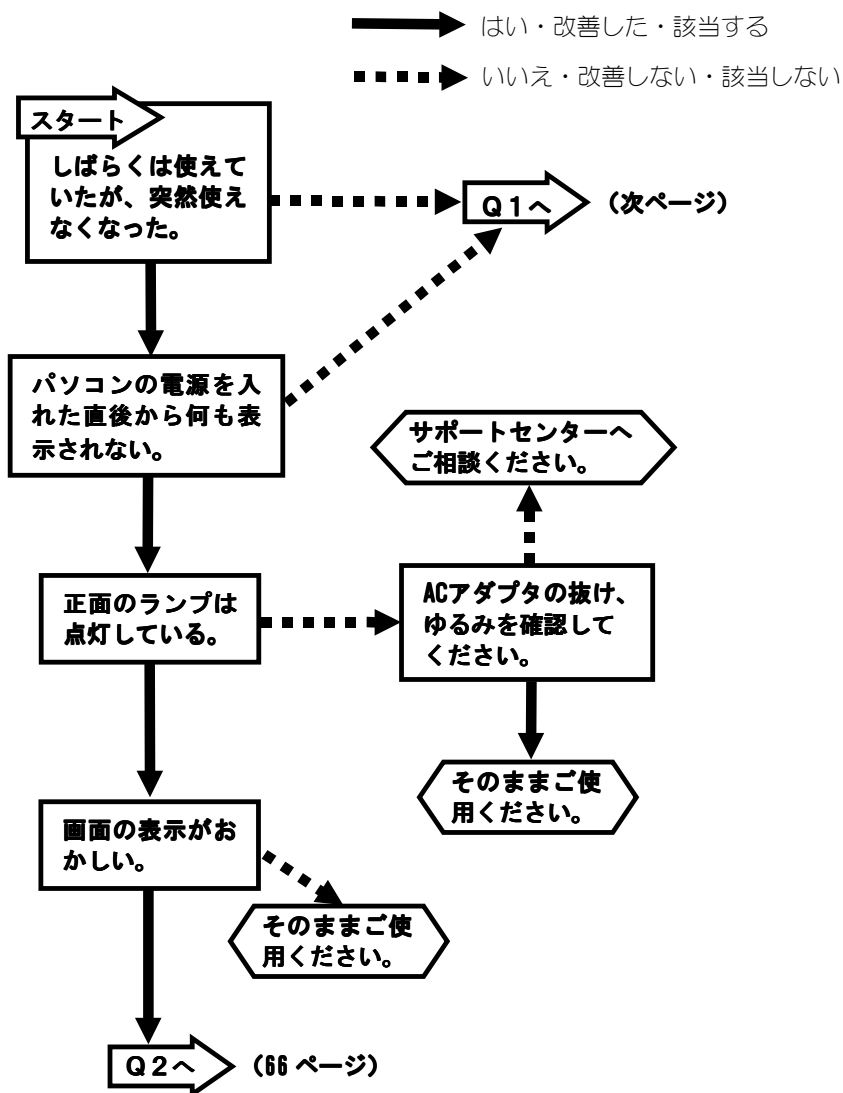 はい・改善した・該当する
いいえ・改善しない・該当しない
スタート
しばらくは使えて
いたが、突然使え
なくなった。
Q1へ
(次ページ)
パソコンの電源を入
れた直後から何も表
示されない。
サポートセンターへ
ご相談ください。
正面のランプは
点灯している。
ACアダプタの抜け、
ゆるみを確認して
ください。
そのままご使
用ください。
画面の表示がお
かしい。
そのままご使
用ください。
Q2へ
(66 ページ)